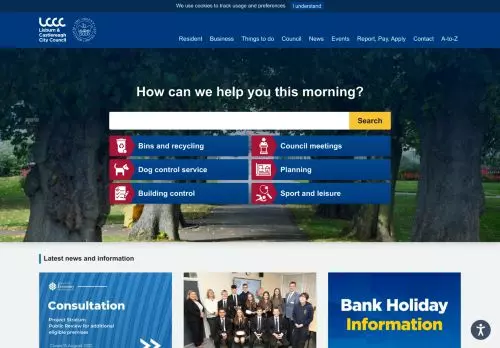 We use cookies to track usage and preferences I understand
LCCC
Lisburn &
Castlereagh
City Council
Resident Business Things to do Council News Events Report, Pay, Apply Contact A-to-Z
How can we help you this morning?
Search
Bins and recycling Council meetings
Dog control service Planning
Building control Sport and leisure
Latest news and information
Economy
Consultation
Project Stratum
Public Review for additional
eligible premises
Bank Holiday
Information